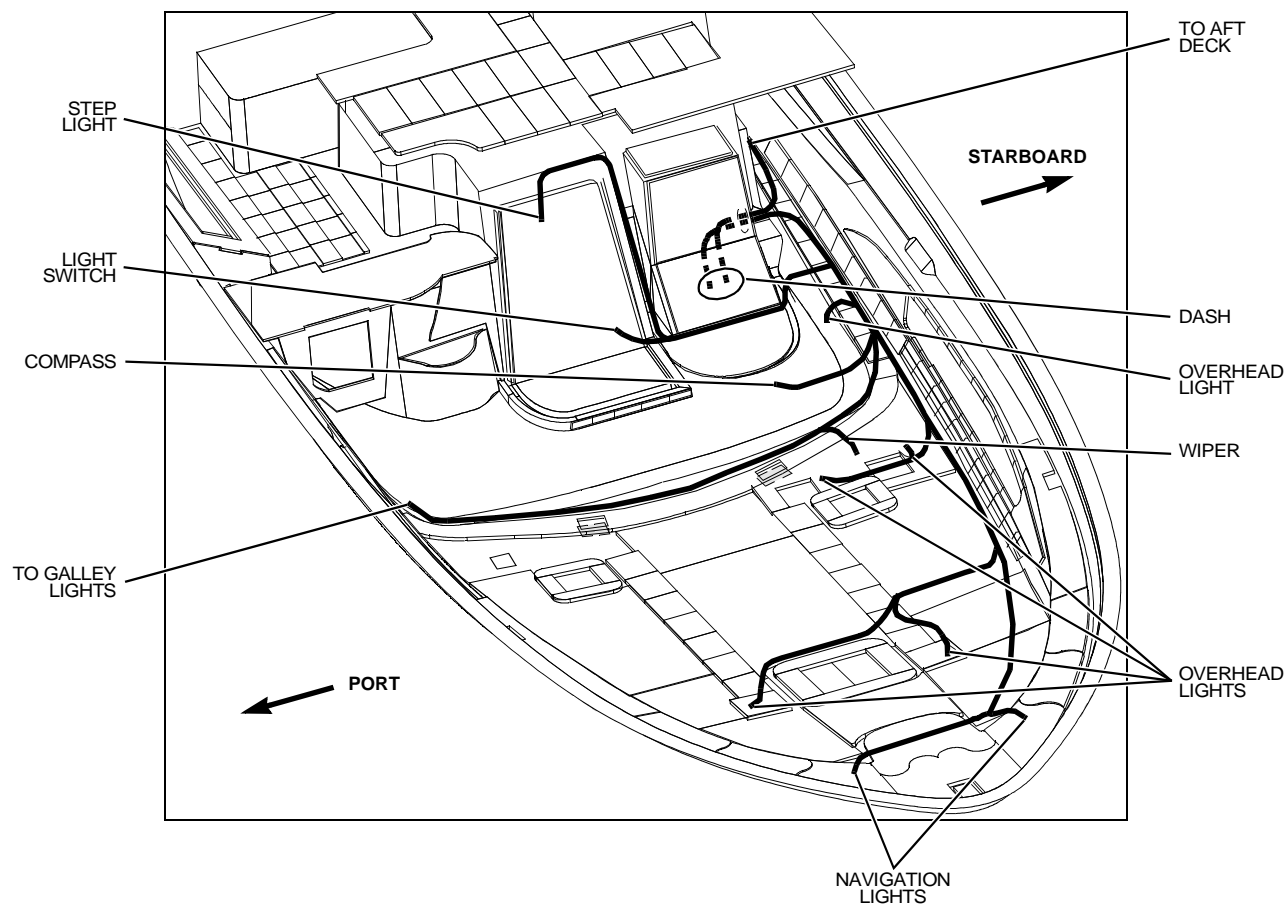 TO AFT
DECK
STEP
LIGHT
STARBOARD
LIGHT
SWITCH
DASH
COMPASS
OVERHEAD
LIGHT
WIPER
TO GALLEY
LIGHTS
PORT
OVERHEAD
LIGHTS
NAVIGATION
LIGHTS